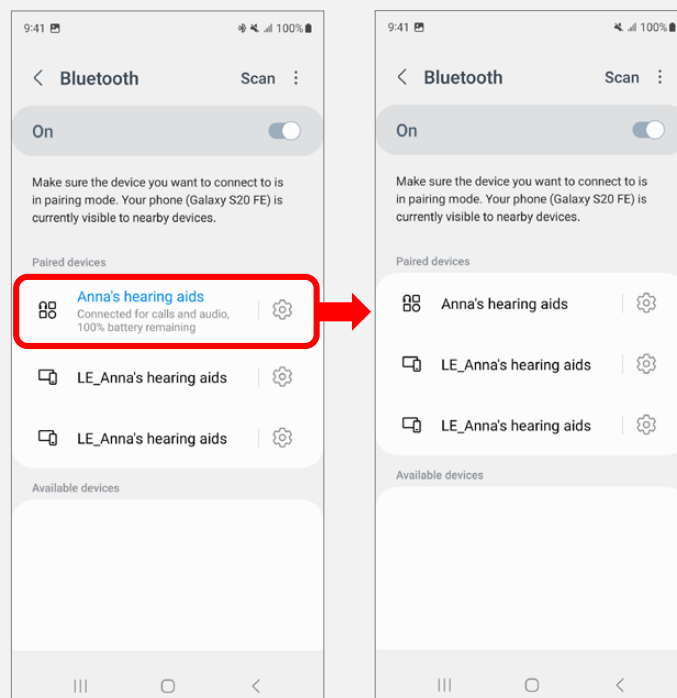 9:41
100%
Bluetooth
Scan
On
Make sure the device you want to connect to is
in pairing mode. Your phone (Galaxy S20 FE) is
currently visible to nearby devices.
Paired devices
Anna's hearing aids
Connected for calls and audio,
100% battery remaining
LE_Anna's hearing aids
LE_Anna's hearing aids
Available devices
9:41
100%
Bluetooth
Scan
On
Make sure the device you want to connect to is
in pairing mode. Your phone (Galaxy S20 FE) is
currently visible to nearby devices.
Paired devices
Anna's hearing aids
LE_Anna's hearing aids
LE_Anna's hearing aids
Available devices